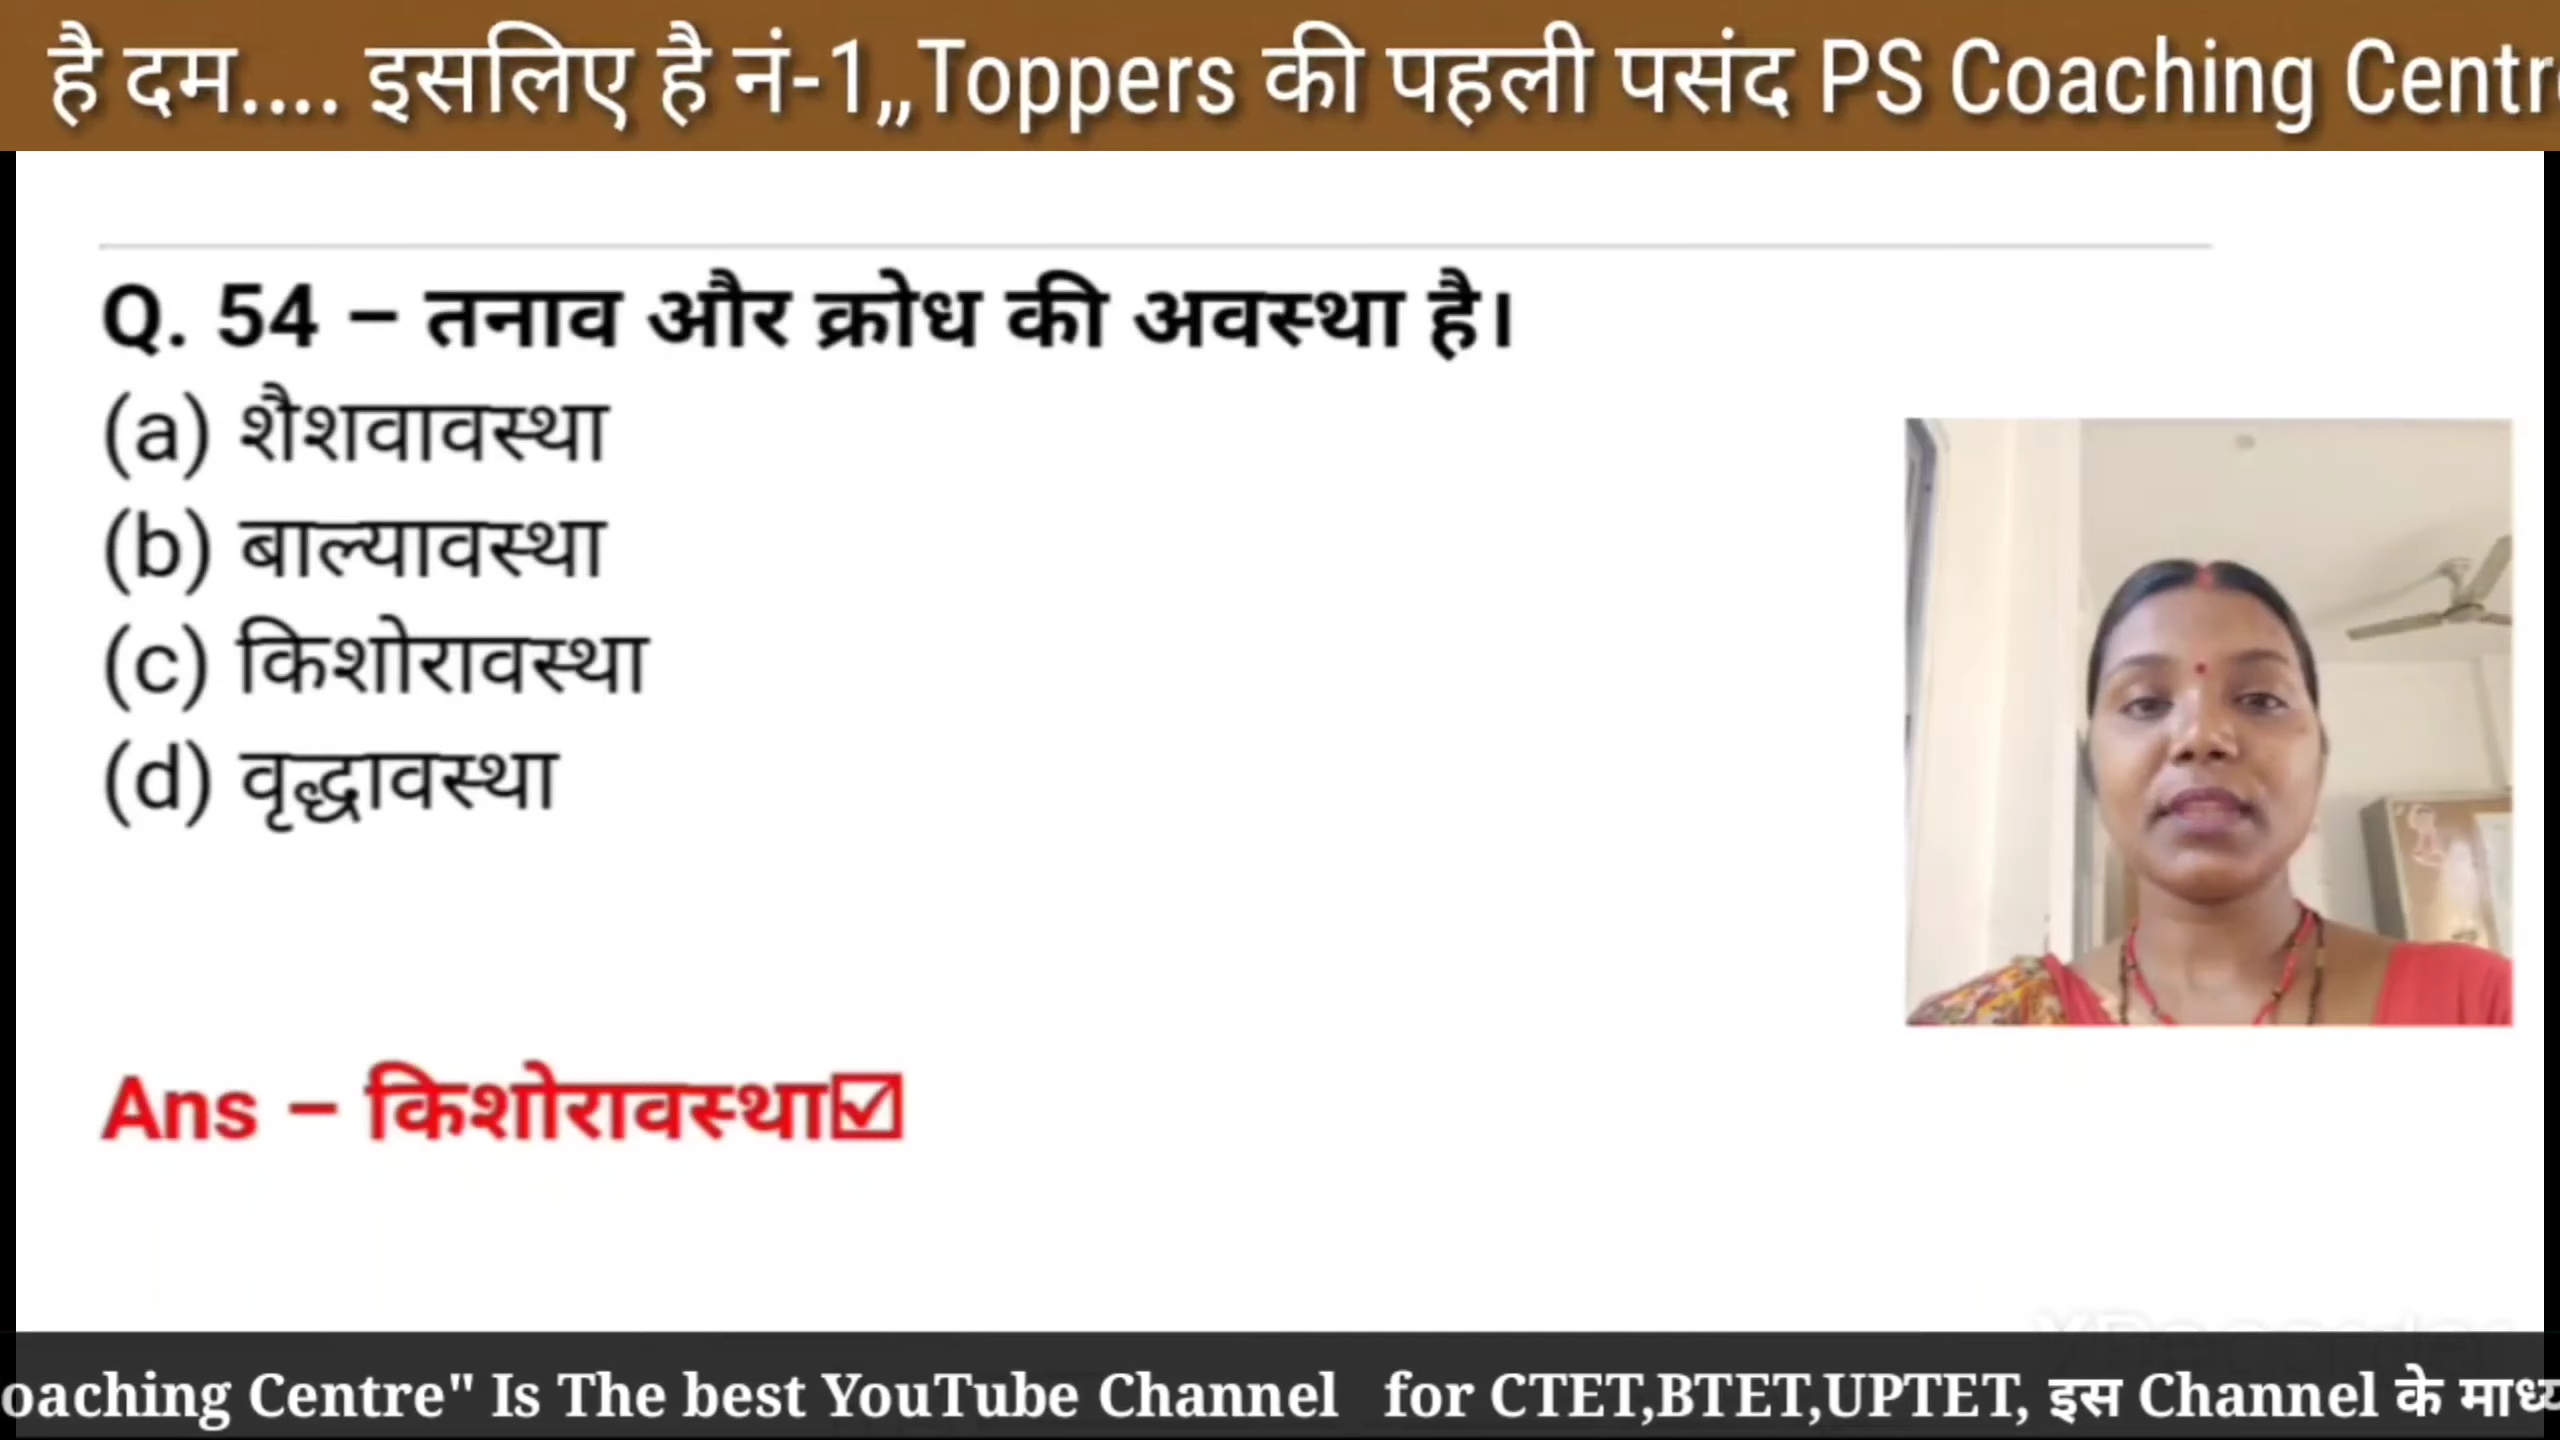 है दम.... इसलिए है नं-1,,Toppers की पहली पसंद PS Coaching Centre
Q. 54 – तनाव और क्रोध की अवस्था है।
(a) शैशवावस्था
(b) बाल्यावस्था
(c) किशोरावस्था
(d) वृद्धावस्था
Ans – किशोरावस्था☑
oaching Centre" Is The best YouTube Channel for CTET,BTET,UPTET, इस Channel के